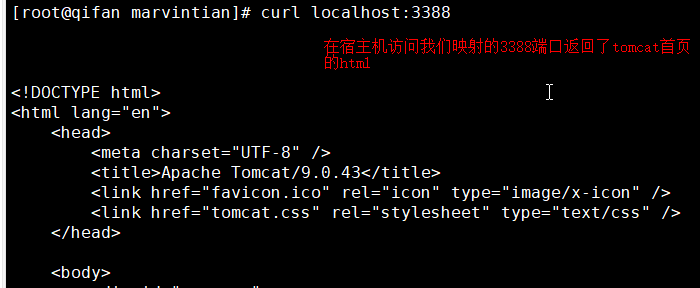 [root@qifan marvintian]# curl localhost:3388
在宿主机访问我们映射的3388端口返回了tomcat首页
的html
<!DOCTYPE html>
<html lang="en">
    <head>
        <meta charset="UTF-8" />
        <title>Apache Tomcat/9.0.43</title>
        <link href="favicon.ico" rel="icon" type="image/x-icon" />
        <link href="tomcat.css" rel="stylesheet" type="text/css" />
    </head>
    <body>